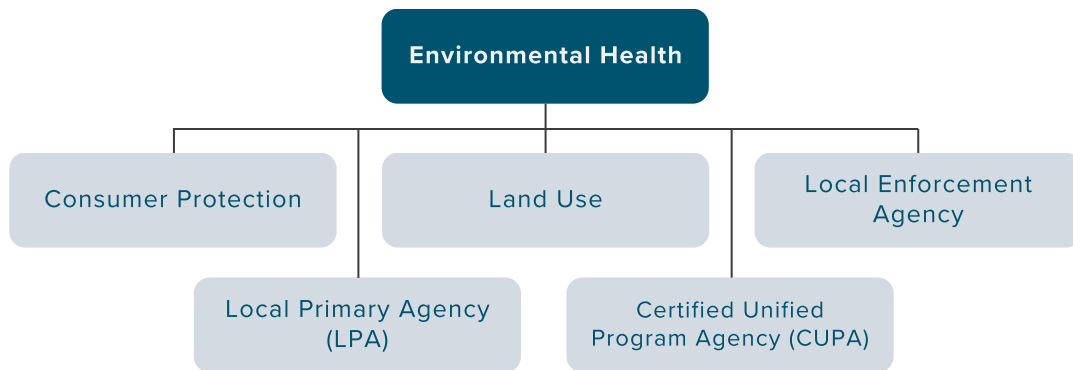 Environmental Health
Consumer Protection
Land Use
Local Enforcement
Agency
Local Primary Agency
(LPA)
Certified Unified
Program Agency (CUPA)